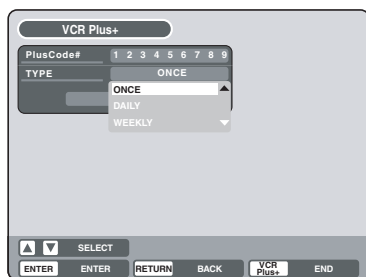 VCR Plus+
PlusCode# 1 2 3 4 5 6 7 8 9
TYPE ONCE
ONCE
DAILY
WEEKLY
SELECT
ENTER ENTER RETURN BACK VCR Plus+ END